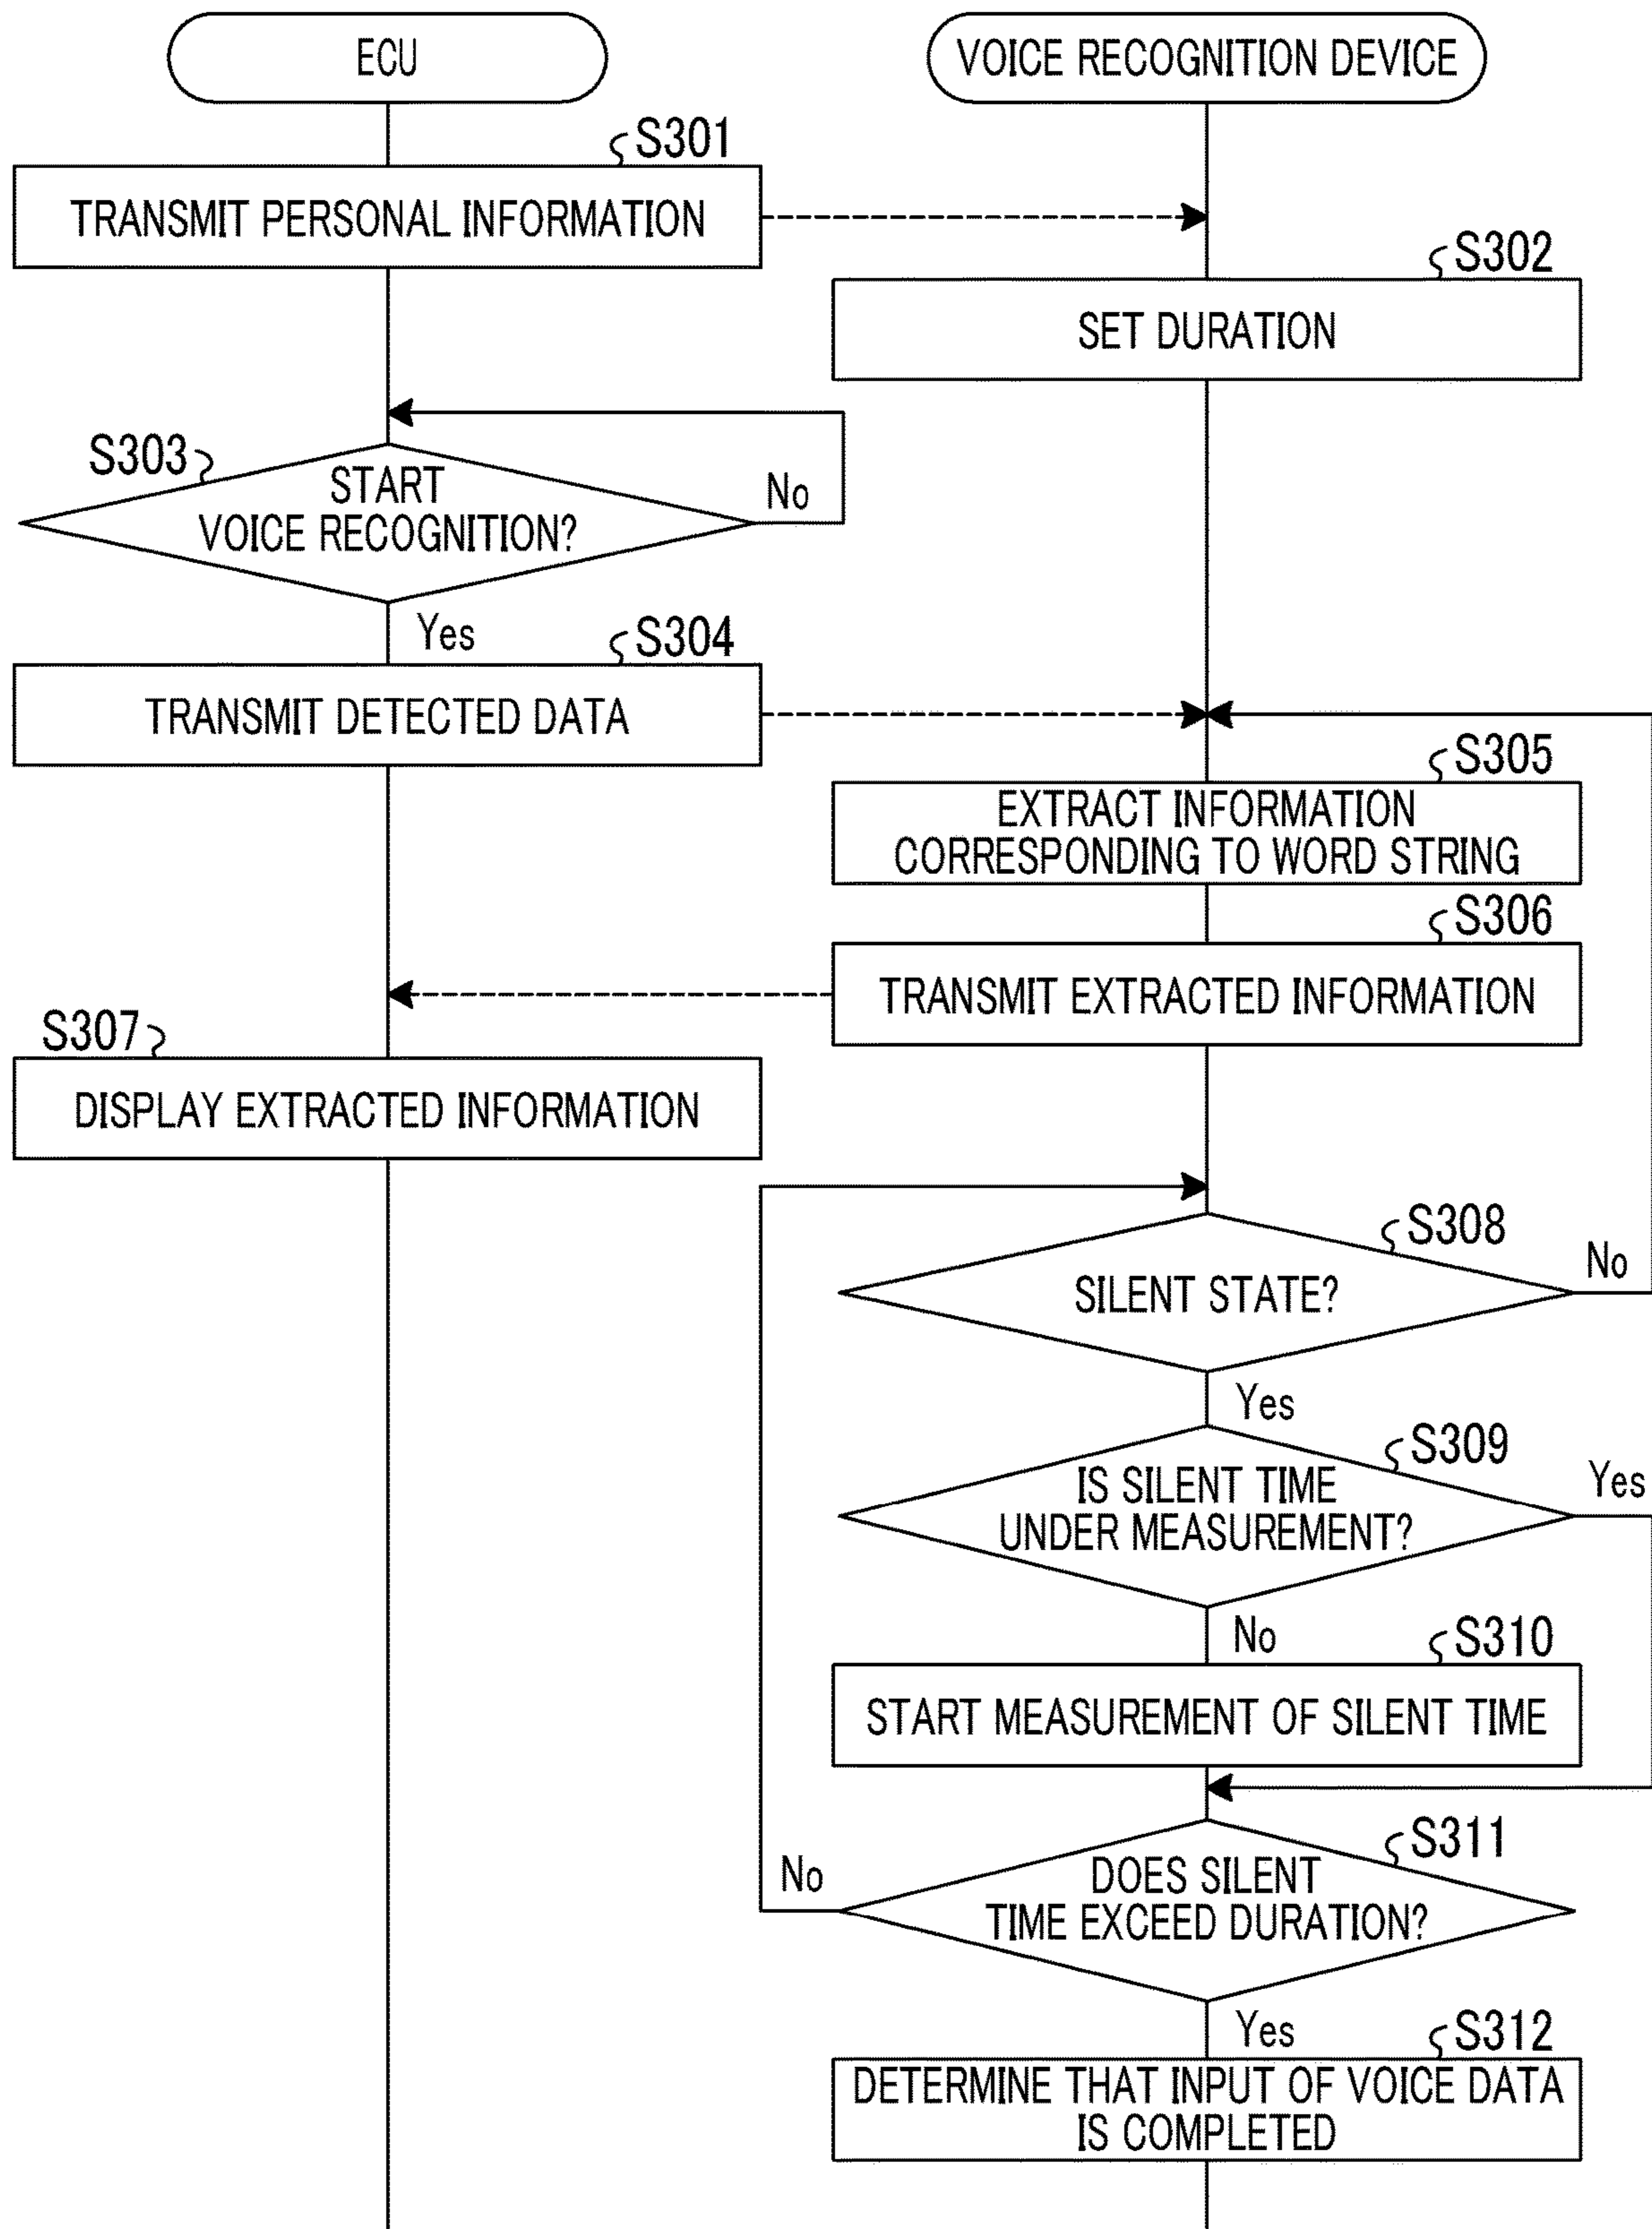 ECU
VOICE RECOGNITION DEVICE
S301
TRANSMIT PERSONAL INFORMATION
S302
SET DURATION
S303
START
VOICE RECOGNITION?
No
Yes
S304
TRANSMIT DETECTED DATA
S305
EXTRACT INFORMATION
CORRESPONDING TO WORD STRING
S306
TRANSMIT EXTRACTED INFORMATION
S307
DISPLAY EXTRACTED INFORMATION
S308
SILENT STATE?
No
Yes
S309
IS SILENT TIME
UNDER MEASUREMENT?
Yes
No
S310
START MEASUREMENT OF SILENT TIME
S311
DOES SILENT
TIME EXCEED DURATION?
No
Yes
S312
DETERMINE THAT INPUT OF VOICE DATA
IS COMPLETED